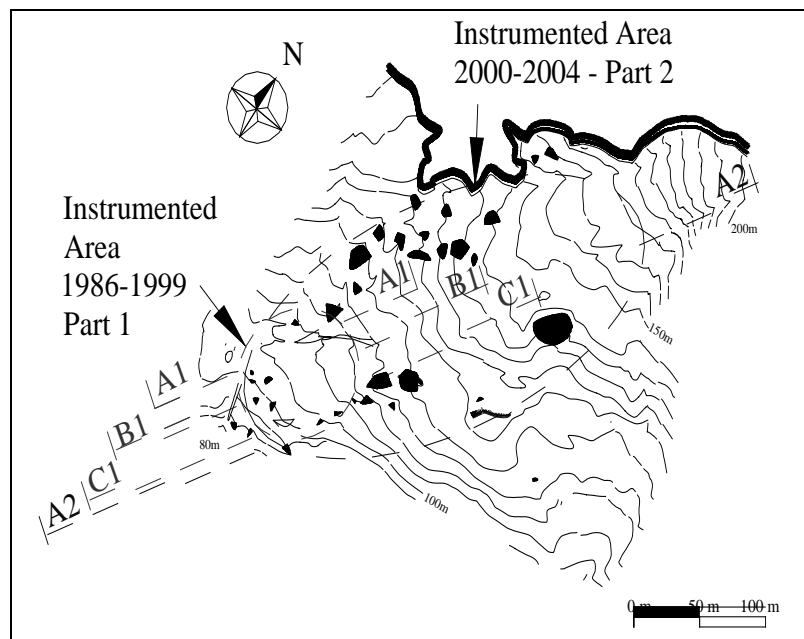 Instrumented Area
2000-2004 - Part 2
N
A2
200m
Instrumented
Area
1986-1999
Part 1
A1
B1
C1
150m
A1
B1
80m
C1
A2
100m
0 m 50 m 100 m